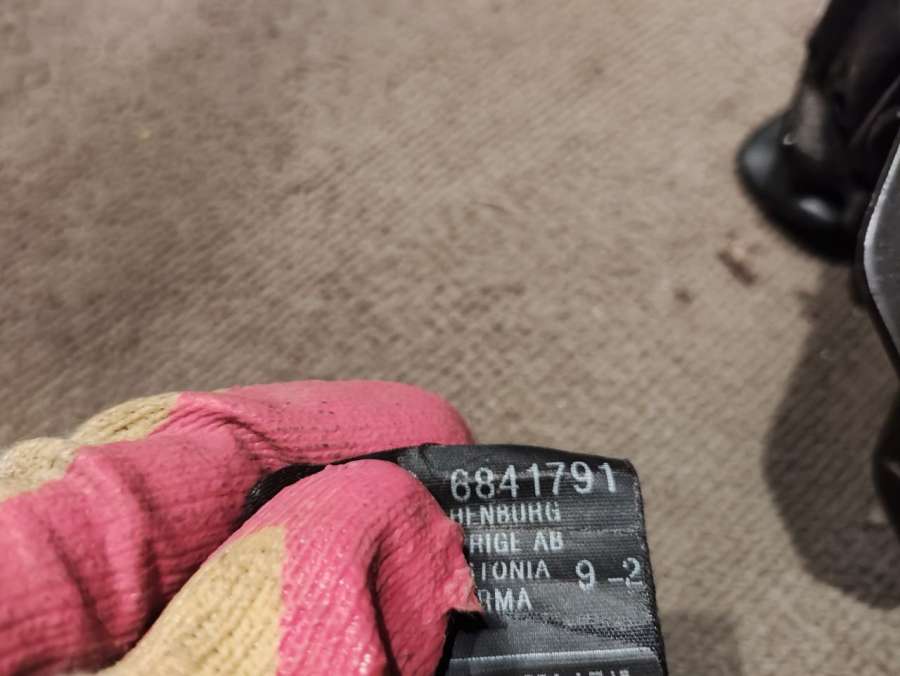 6841791
HENBURG
RIGE AB
TONIA 9-2
RMA